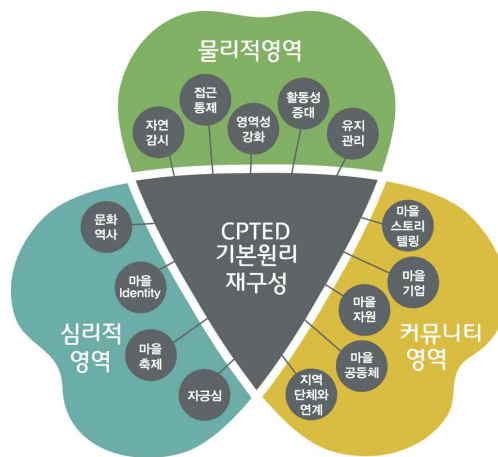 물리적영역
자연
감시
접근
통제
영역성
강화
활동성
증대
유지
관리
CPTED
기본원리
재구성
심리적
영역
문화
역사
마을
Identity
마을
축제
자긍심
커뮤니티
영역
마을
스토리
텔링
마을
기업
마을
자원
마을
공동체
지역
단체와
연계